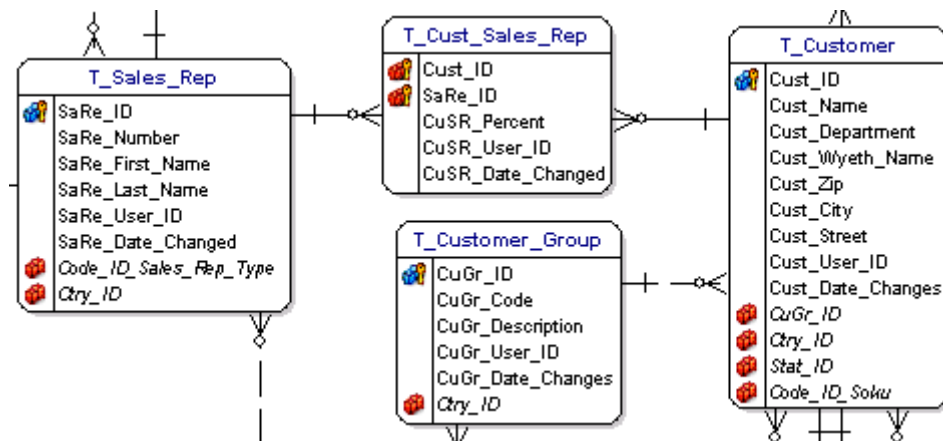 T_Sales_Rep
SaRe_ID
SaRe_Number
SaRe_First_Name
SaRe_Last_Name
SaRe_User_ID
SaRe_Date_Changed
Code_ID_Sales_Rep_Type
Ctry_ID
T_Cust_Sales_Rep
Cust_ID
SaRe_ID
CuSR_Percent
CuSR_User_ID
CuSR_Date_Changed
T_Customer_Group
CuGr_ID
CuGr_Code
CuGr_Description
CuGr_User_ID
CuGr_Date_Changes
Ctry_ID
T_Customer
Cust_ID
Cust_Name
Cust_Department
Cust_Wyeth_Name
Cust_Zip
Cust_City
Cust_Street
Cust_User_ID
Cust_Date_Changes
CuGr_ID
Ctry_ID
Stat_ID
Code_ID_Soku